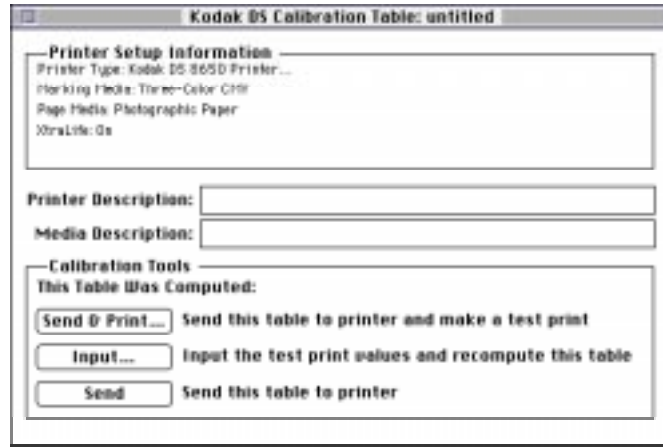 Kodak DS Calibration Table: untitled
Printer Setup Information
Printer Type: Kodak DS 8650 Printer...
Marking Media: Three-Color CMY
Page Media: Photographic Paper
XtraLife: On
Printer Description:
Media Description:
Calibration Tools
This Table Was Computed:
Send & Print... Send this table to printer and make a test print
Input... Input the test print values and recompute this table
Send Send this table to printer